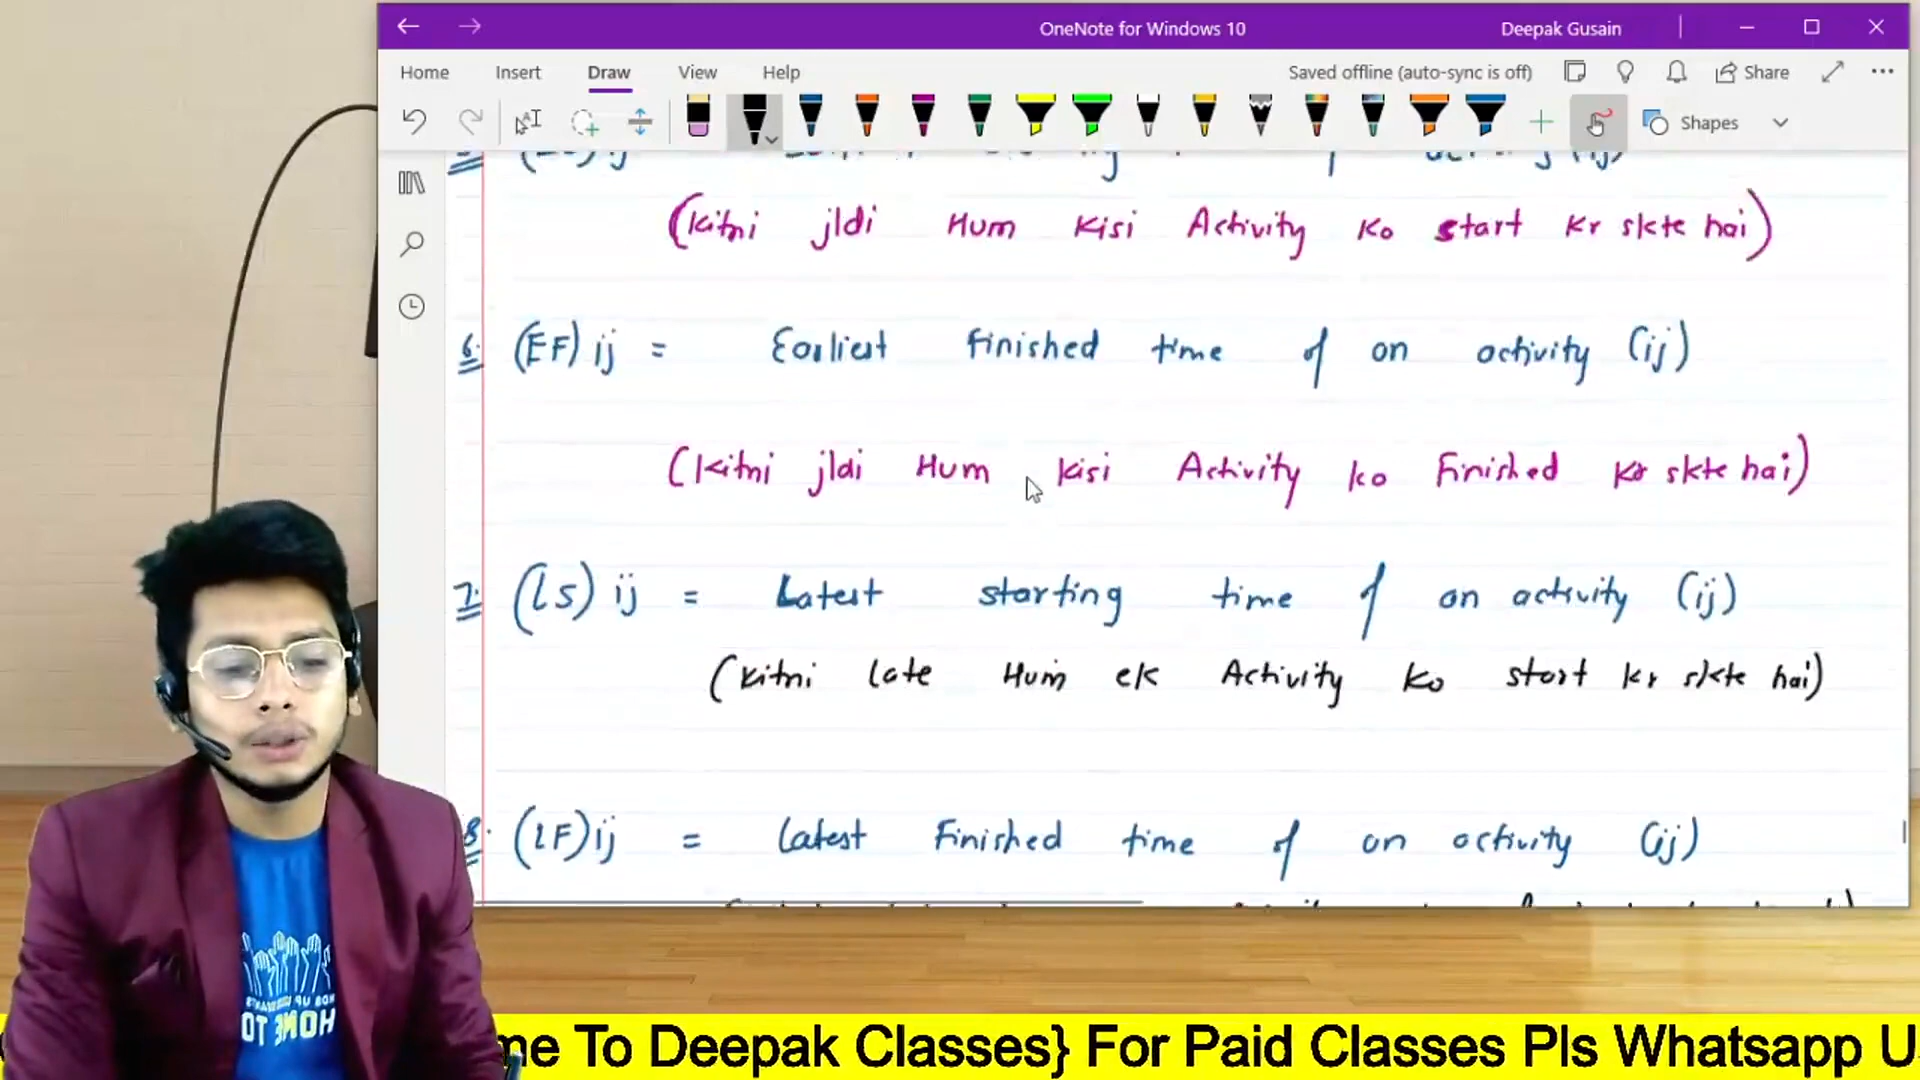 OneNote for Windows 10
Deepak Gusain
Home Insert Draw View Help
Saved offline (auto-sync is off)
Share
Shapes
(Kitni jldi Hum Kisi Activity Ko start Kr skte hai)
6. (EF) ij = Earliest Finished time of an activity (ij)
(Kitni jldi Hum Kisi Activity ko Finished Kr skte hai)
7. (LS) ij = Latest starting time of an activity (ij)
(Kitni late Hum ek Activity Ko start kr skte hai)
8. (LF) ij = Latest Finished time of an activity (ij)
HOME TO
me To Deepak Classes} For Paid Classes Pls Whatsapp U